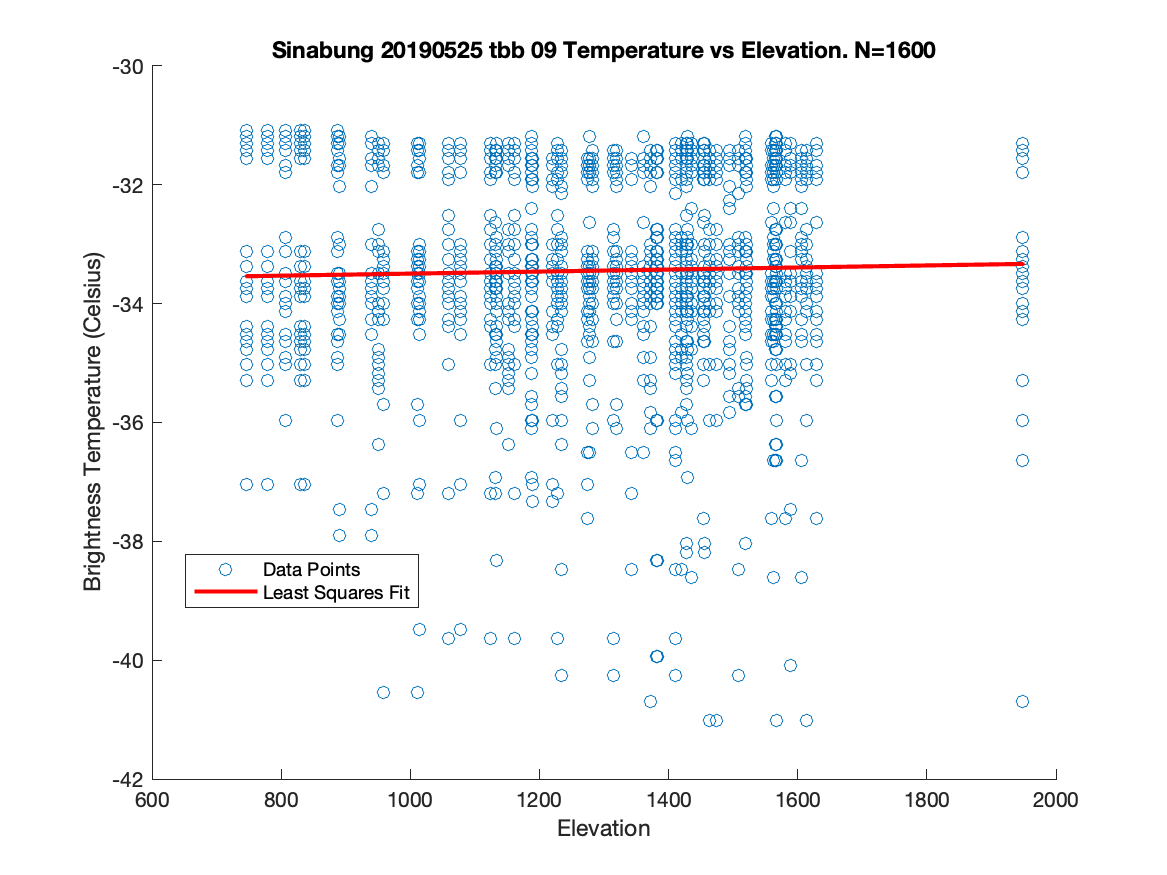 Sinabung 20190525 tbb 09 Temperature vs Elevation. N=1600
-30
-32
-34
-36
-38
-40
-42
Brightness Temperature (Celsius)
Data Points
Least Squares Fit
600 800 1000 1200 1400 1600 1800 2000
Elevation